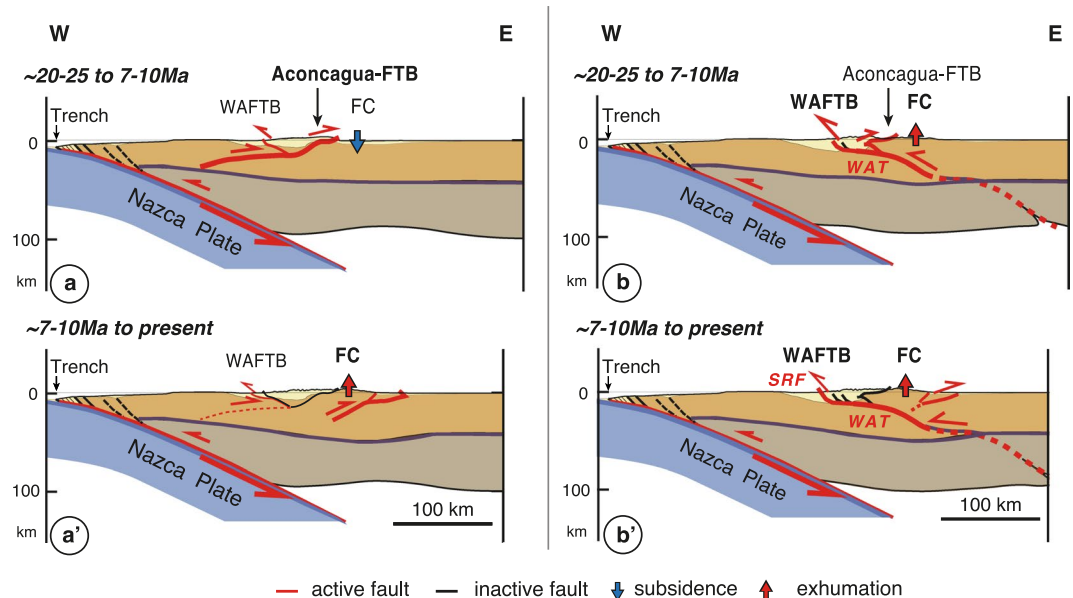 W
E
~20-25 to 7-10Ma
Aconcagua-FTB
Trench
WAFTB
FC
0
Nazca Plate
100
km
a
~7-10Ma to present
Trench
WAFTB
FC
0
Nazca Plate
100
km
100 km
a'
W
E
~20-25 to 7-10Ma
Aconcagua-FTB
Trench
WAFTB
FC
0
WAT
Nazca Plate
100
km
b
~7-10Ma to present
Trench
WAFTB
FC
SRF
0
WAT
Nazca Plate
100
km
100 km
b'
active fault inactive fault subsidence exhumation